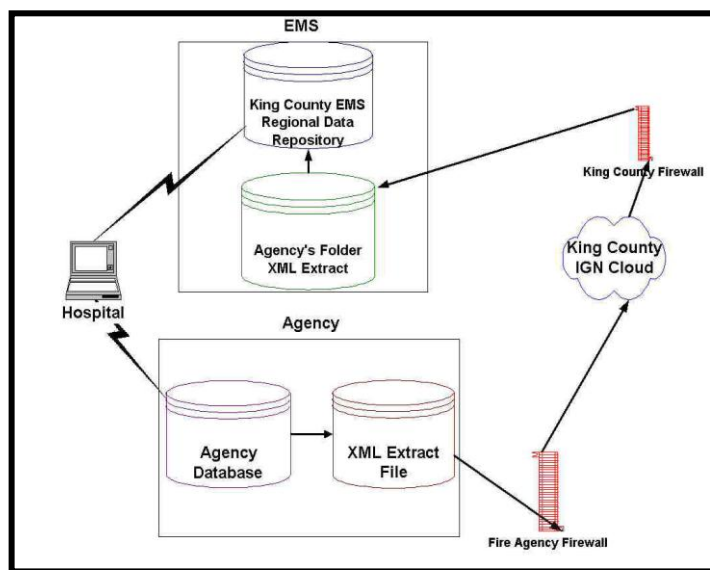 EMS
King County EMS
Regional Data
Repository
Agency's Folder
XML Extract
King County Firewall
King County
IGN Cloud
Hospital
Agency
Agency
Database
XML Extract
File
Fire Agency Firewall